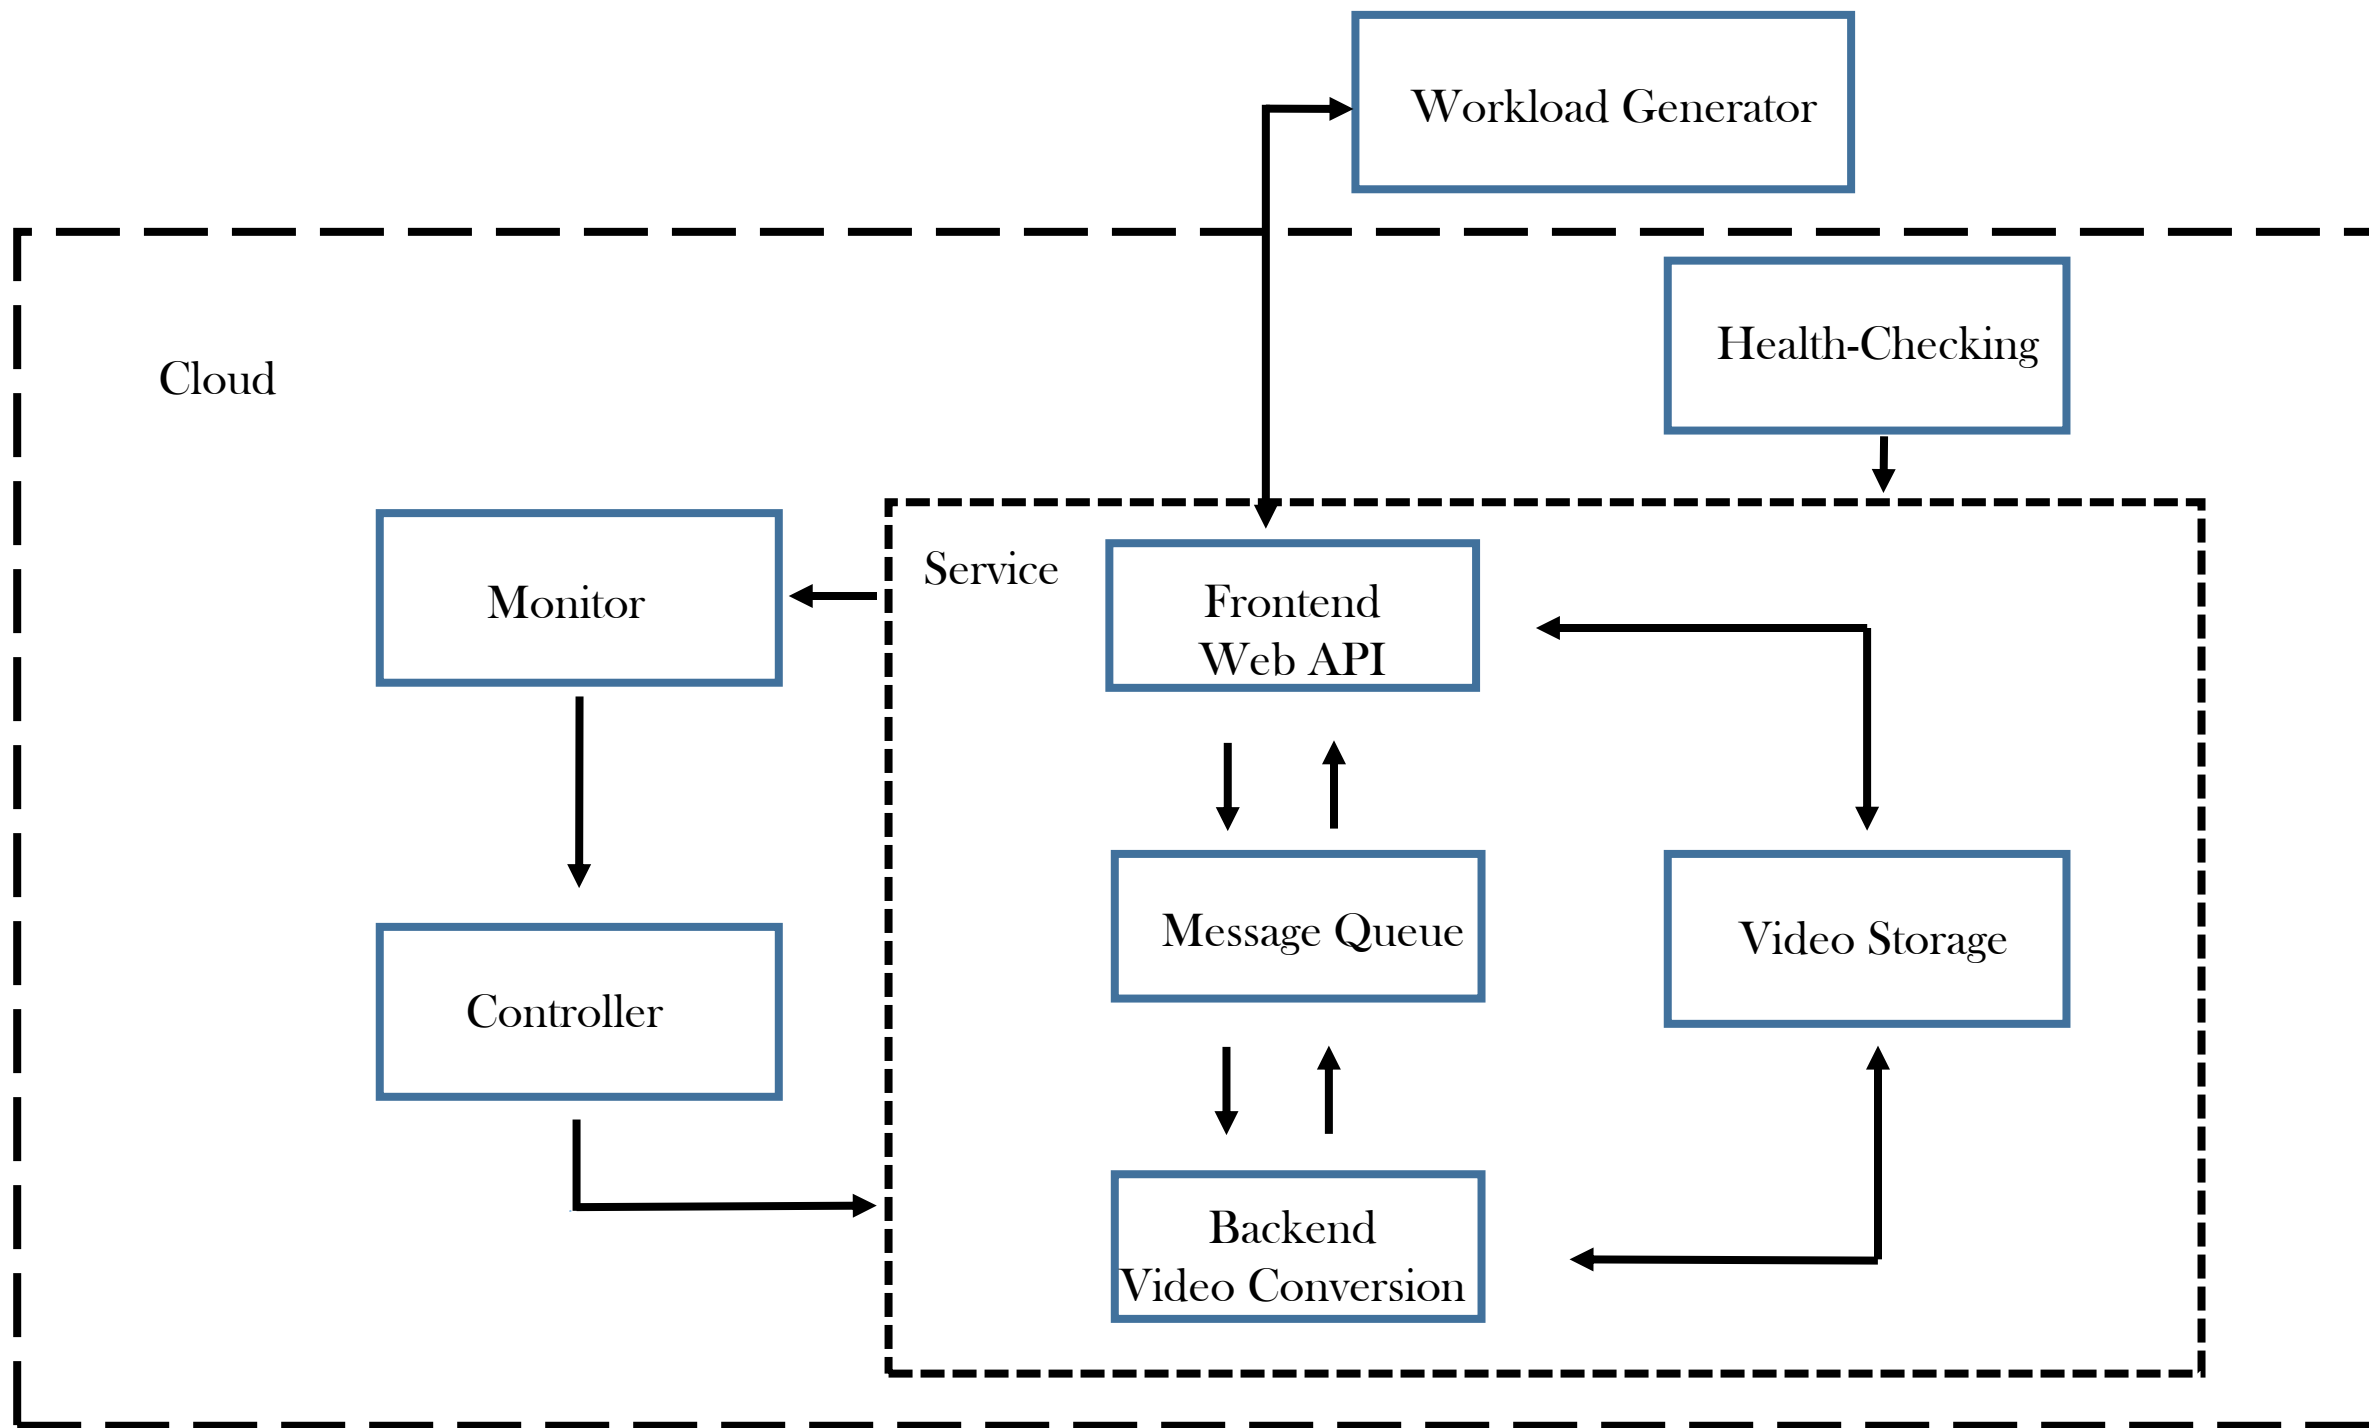 Workload Generator
Health-Checking
Cloud
Service
Monitor
Frontend
Web API
Message Queue
Video Storage
Controller
Backend
Video Conversion